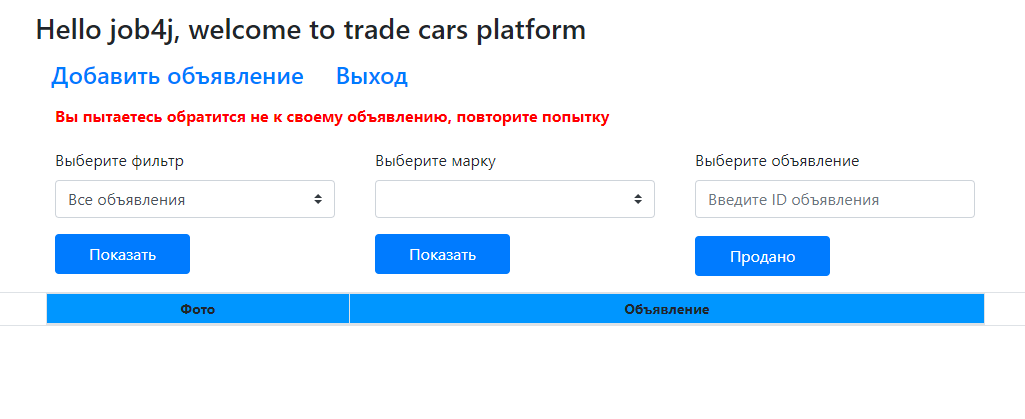 Hello job4j, welcome to trade cars platform
Добавить объявление Выход
Вы пытаетесь обратится не к своему объявлению, повторите попытку
Выберите фильтр Выберите марку Выберите объявление
Все объявления Введите ID объявления
Показать Показать Продано
Фото Объявление